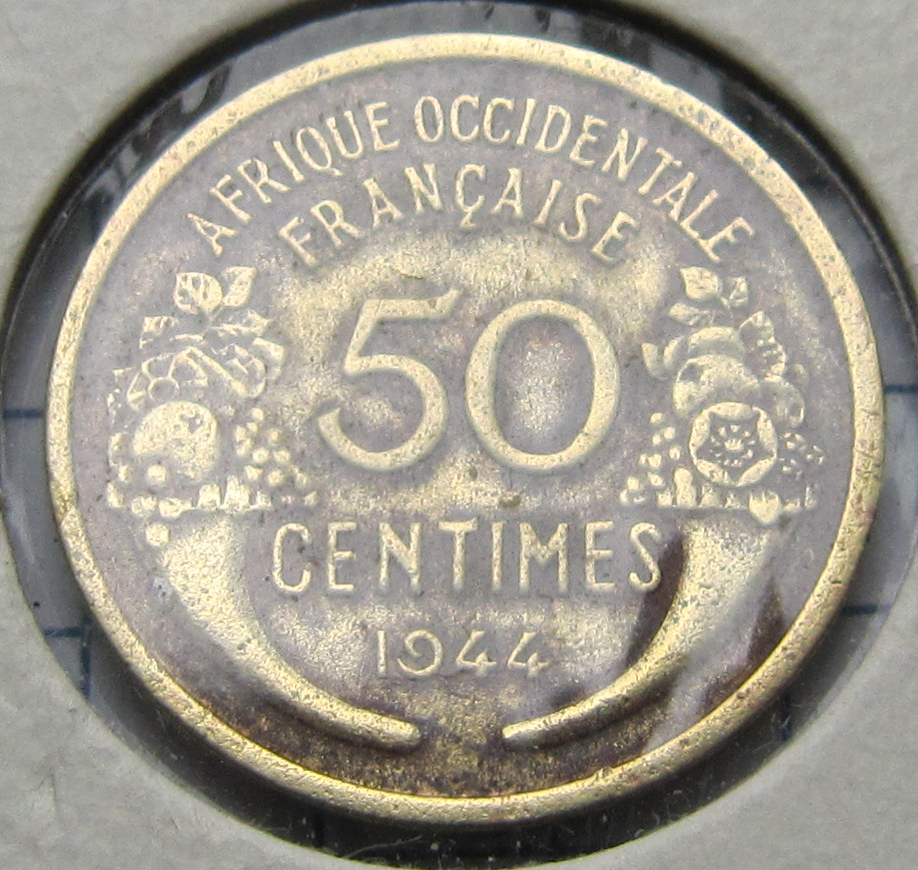 AFRIQUE OCCIDENTALE
FRANÇAISE
50
CENTIMES
1944